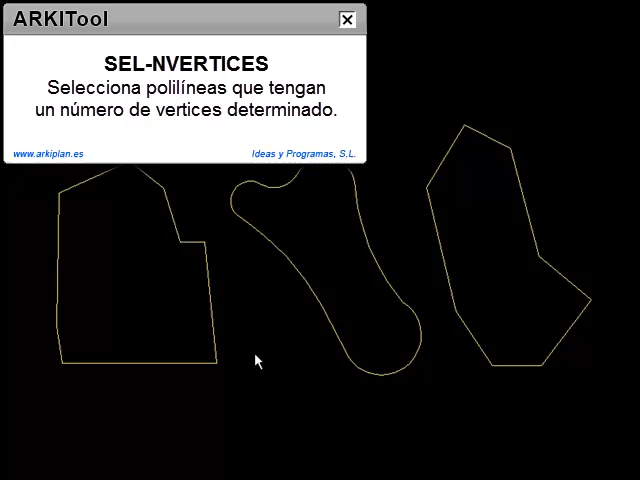 ARKITool
SEL-NVERTICES
Selecciona polilíneas que tengan
un número de vertices determinado.
www.arkiplan.es Ideas y Programas, S.L.